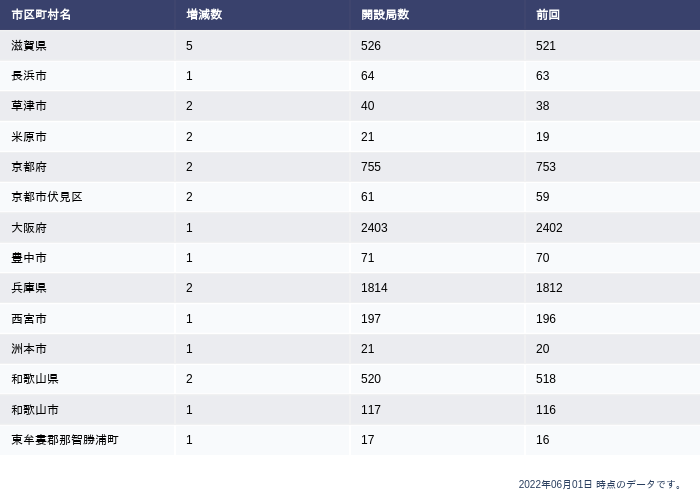 市区町村名 増減数 開設局数 前回
滋賀県 5 526 521
長浜市 1 64 63
草津市 2 40 38
米原市 2 21 19
京都府 2 755 753
京都市伏見区 2 61 59
大阪府 1 2403 2402
豊中市 1 71 70
兵庫県 2 1814 1812
西宮市 1 197 196
洲本市 1 21 20
和歌山県 2 520 518
和歌山市 1 117 116
東牟婁郡那智勝浦町 1 17 16
2022年06月01日 時点のデータです。